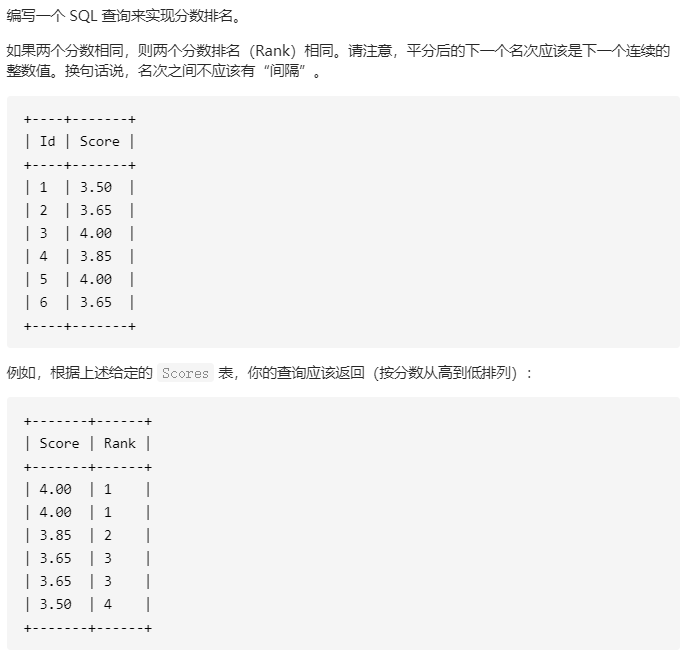 编写一个 SQL 查询来实现分数排名。
如果两个分数相同，则两个分数排名（Rank）相同。请注意，平分后的下一个名次应该是下一个连续的
整数值。换句话说，名次之间不应该有“间隔”。
+----+-------+
| Id | Score |
+----+-------+
| 1  | 3.50  |
| 2  | 3.65  |
| 3  | 4.00  |
| 4  | 3.85  |
| 5  | 4.00  |
| 6  | 3.65  |
+----+-------+
例如，根据上述给定的 Scores 表，你的查询应该返回（按分数从高到低排列）：
+-------+------+
| Score | Rank |
+-------+------+
| 4.00  | 1    |
| 4.00  | 1    |
| 3.85  | 2    |
| 3.65  | 3    |
| 3.65  | 3    |
| 3.50  | 4    |
+-------+------+